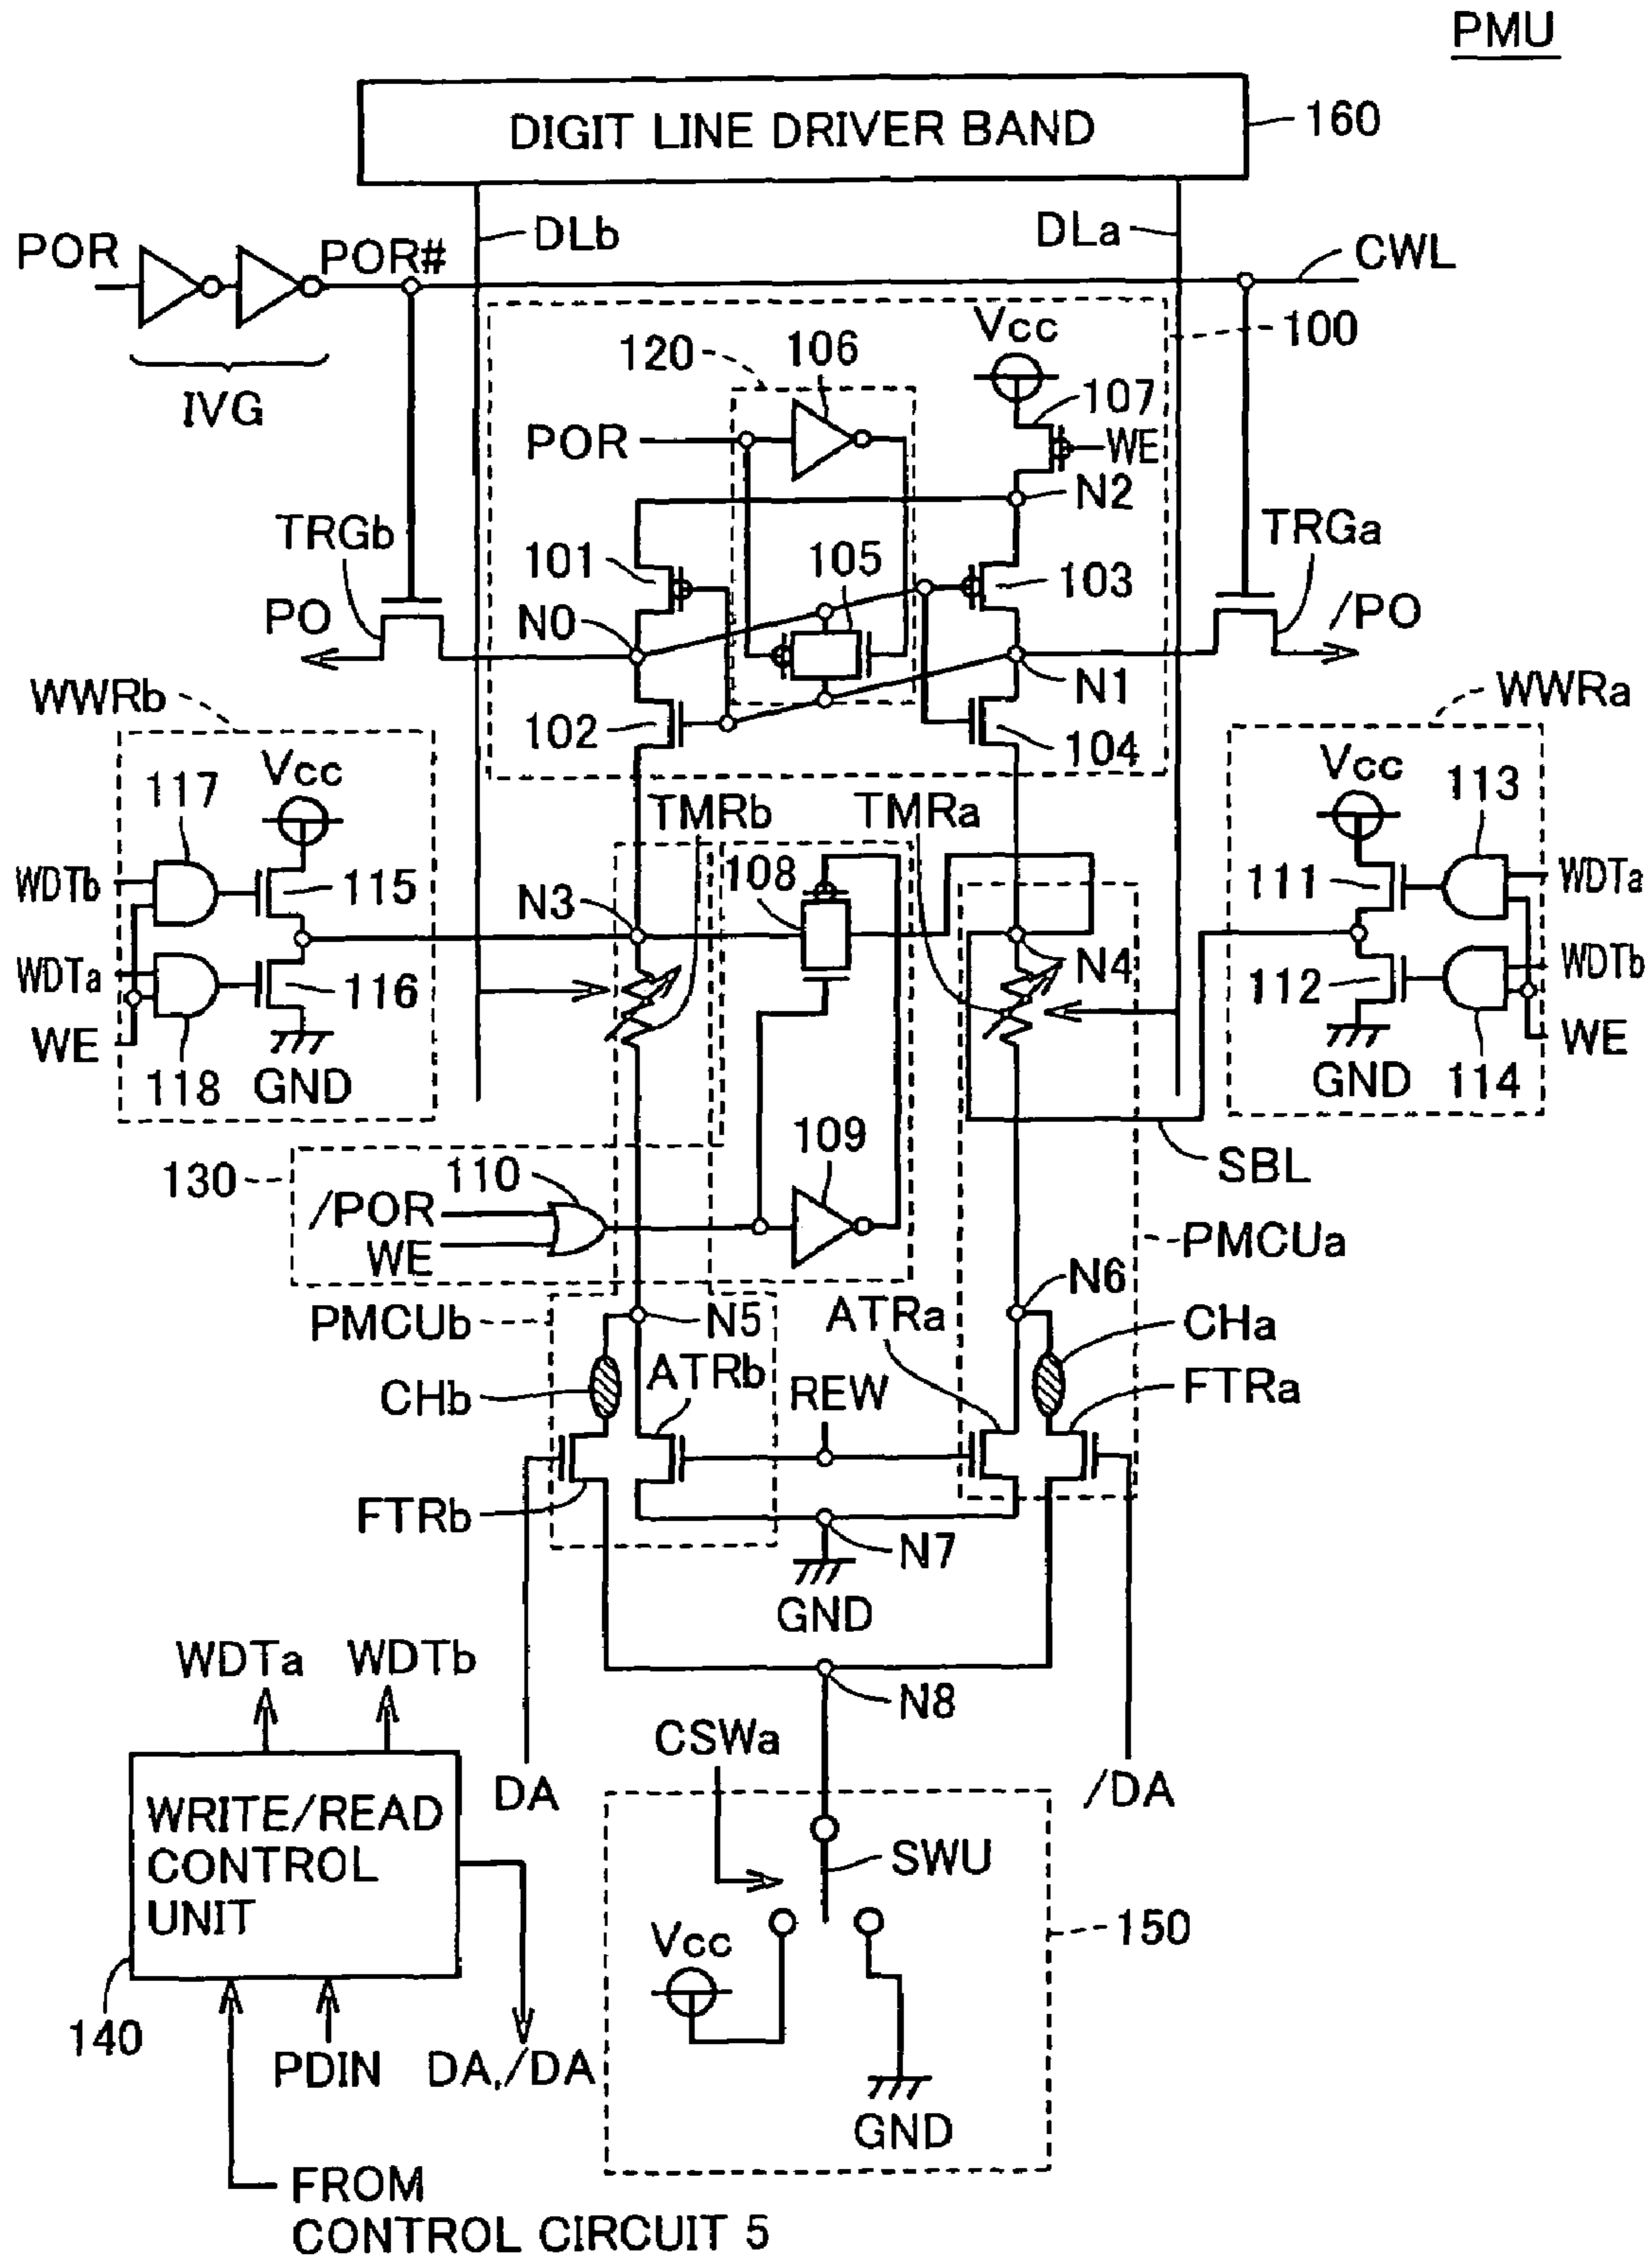 PMU
DIGIT LINE DRIVER BAND
160
DLb
DLa
POR
POR#
CWL
IVG
Vcc
100
120
106
107
POR
WE
N2
TRGb
TRGa
101
105
103
PO
/PO
N0
N1
WWRb
WWRa
102
104
117
Vcc
TMRb
TMRa
Vcc
113
WDTb
115
108
111
WDTa
N3
N4
WDTa
116
112
WDTb
WE
118
GND
GND
114
WE
109
SBL
130
110
/POR
WE
PMCUa
N6
PMCUb
N5
ATRa
CHa
ATRb
CHb
REW
FTRa
FTRb
N7
GND
WDTa
WDTb
N8
CSWa
DA
/DA
WRITE/READ
CONTROL
UNIT
SWU
150
Vcc
140
PDIN
DA,/DA
GND
FROM
CONTROL CIRCUIT 5